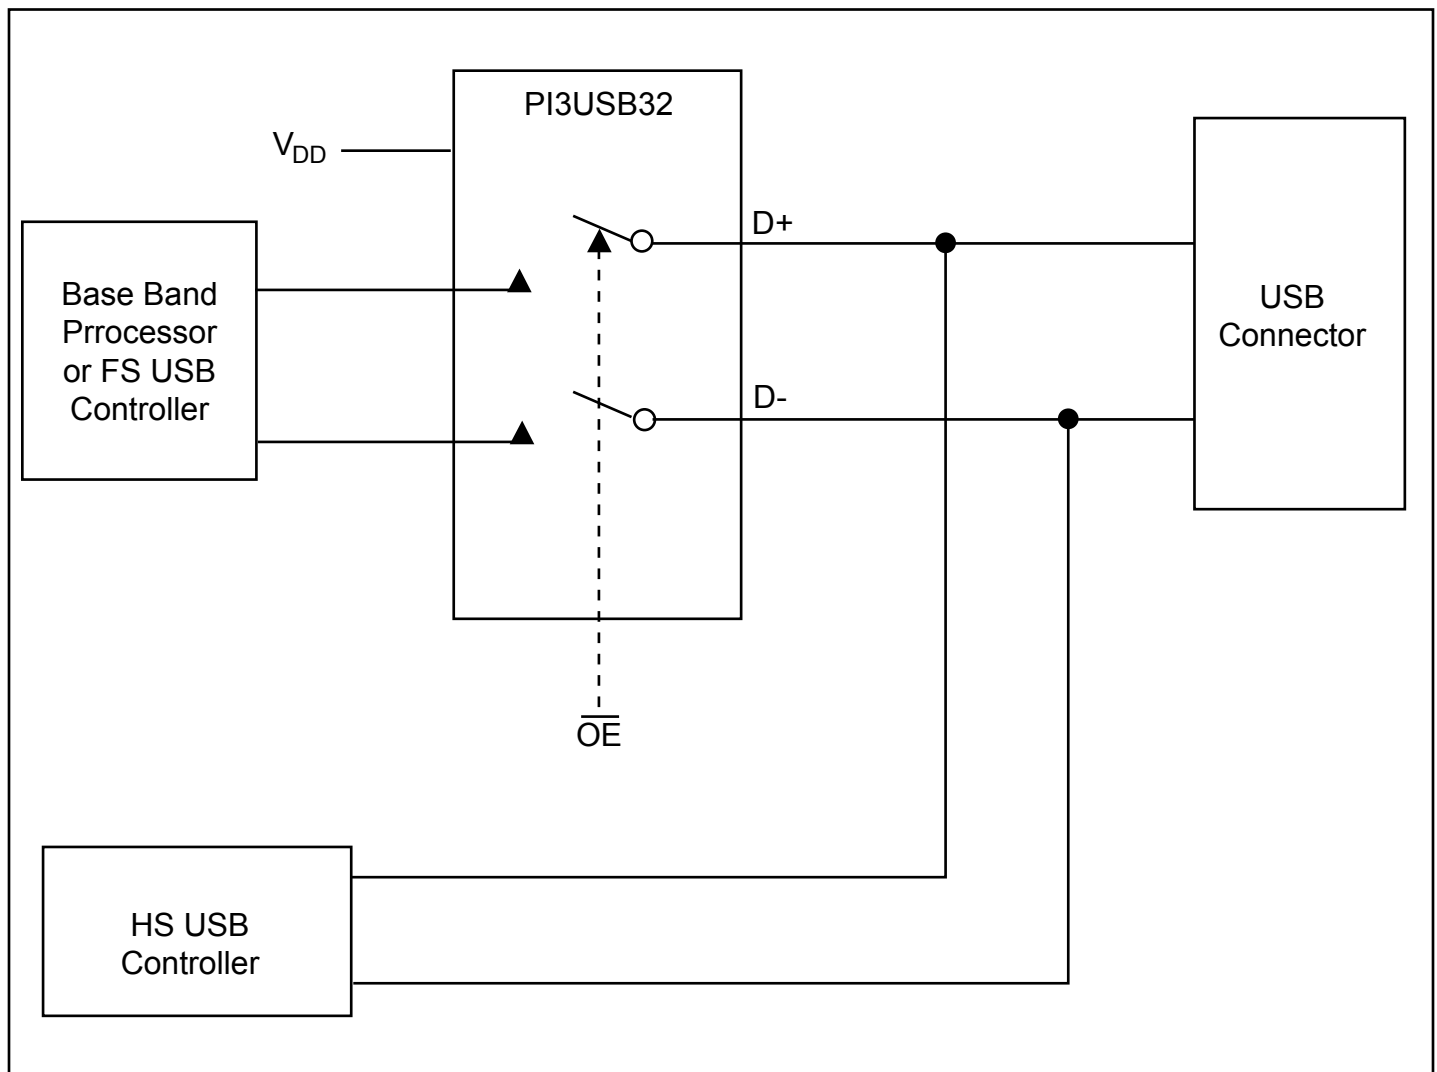 PI3USB32
VDD
D+
Base Band
Prrocessor
or FS USB
Controller
USB
Connector
D-
OE
HS USB
Controller